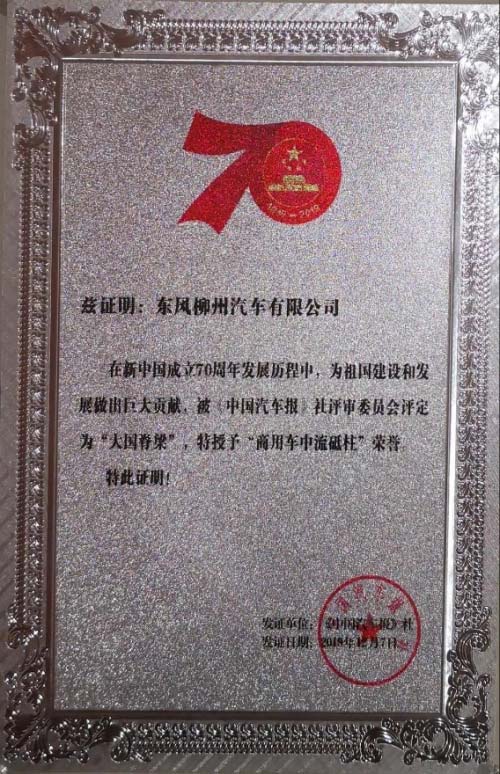 70
1949-2019
兹证明：东风柳州汽车有限公司
在新中国成立70周年发展历程中，为祖国建设和发
展做出巨大贡献，被《中国汽车报》社评审委员会评定
为“大国脊梁”，特授予“商用车中流砥柱”荣誉。
特此证明！
发证单位：《中国汽车报》社
发证日期：2019年12月7日